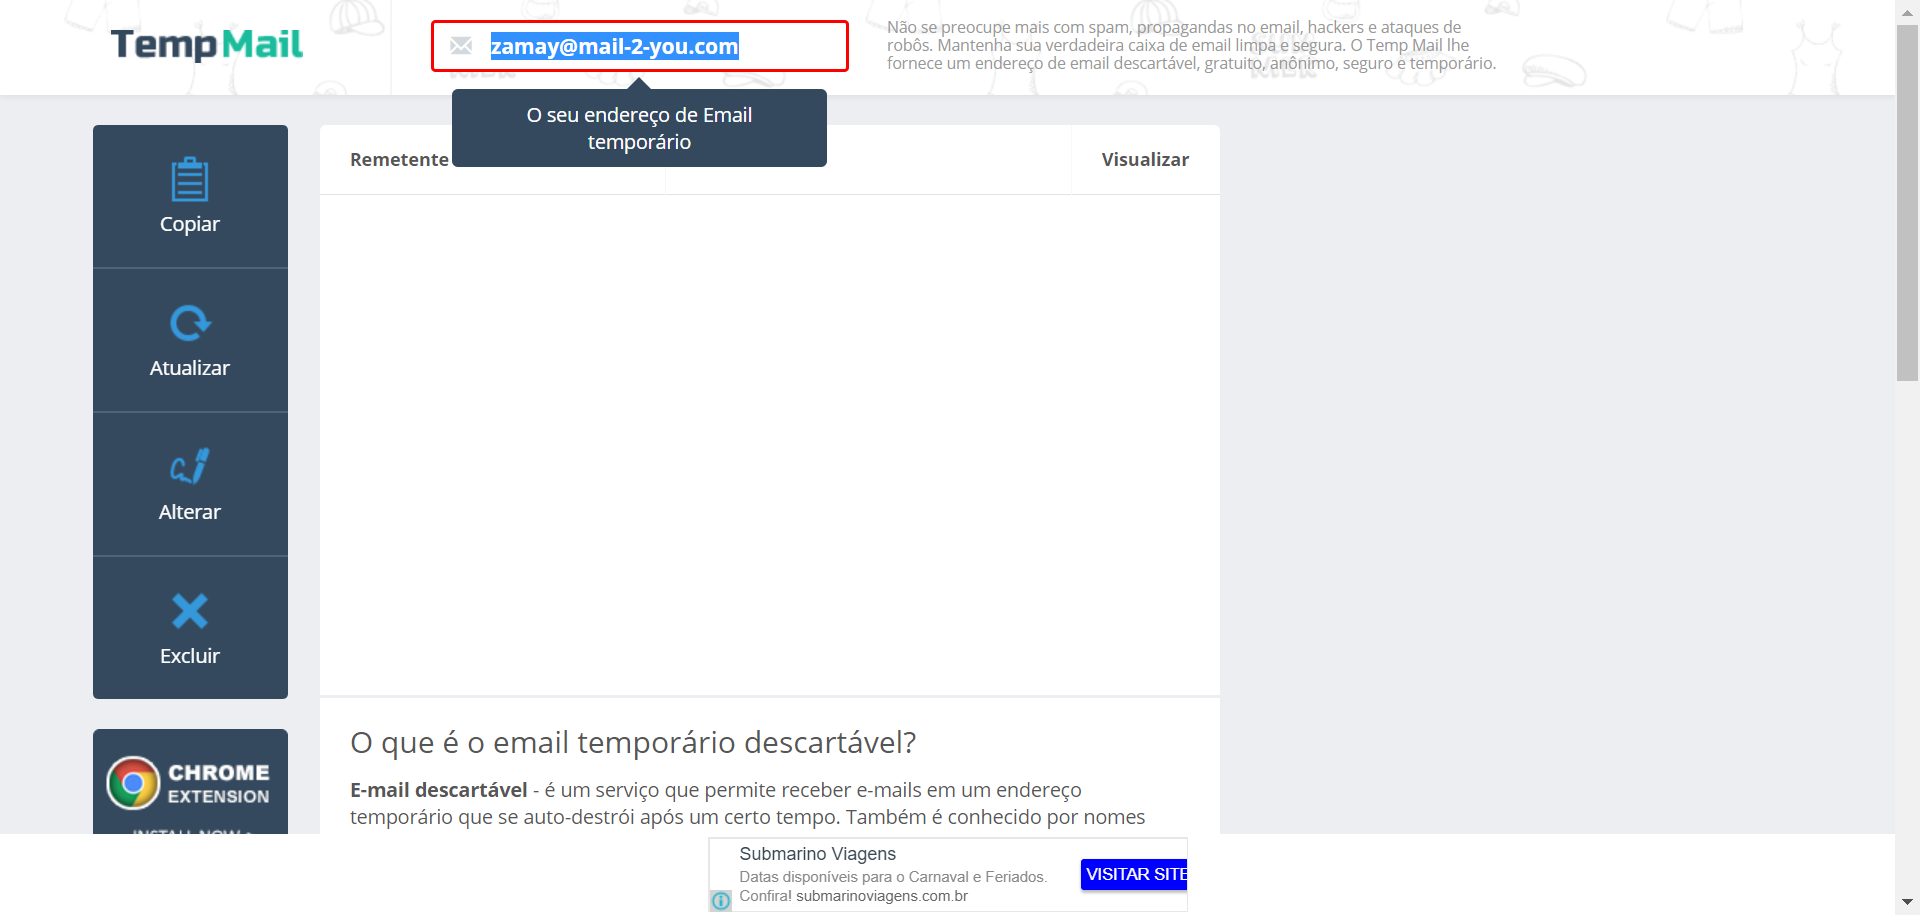 TempMail
zamay@mail-2-you.com
Não se preocupe mais com spam, propagandas no email, hackers e ataques de
robôs. Mantenha sua verdadeira caixa de email limpa e segura. O Temp Mail lhe
fornece um endereço de email descartável, gratuito, anônimo, seguro e temporário.
O seu endereço de Email
temporário
Remetente
Visualizar
Copiar
Atualizar
Alterar
Excluir
CHROME
EXTENSION
INSTALL NOW
O que é o email temporário descartável?
E-mail descartável - é um serviço que permite receber e-mails em um endereço
temporário que se auto-destrói após um certo tempo. Também é conhecido por nomes
Submarino Viagens
Datas disponíveis para o Carnaval e Feriados.
Confira! submarinoviagens.com.br
VISITAR SITE